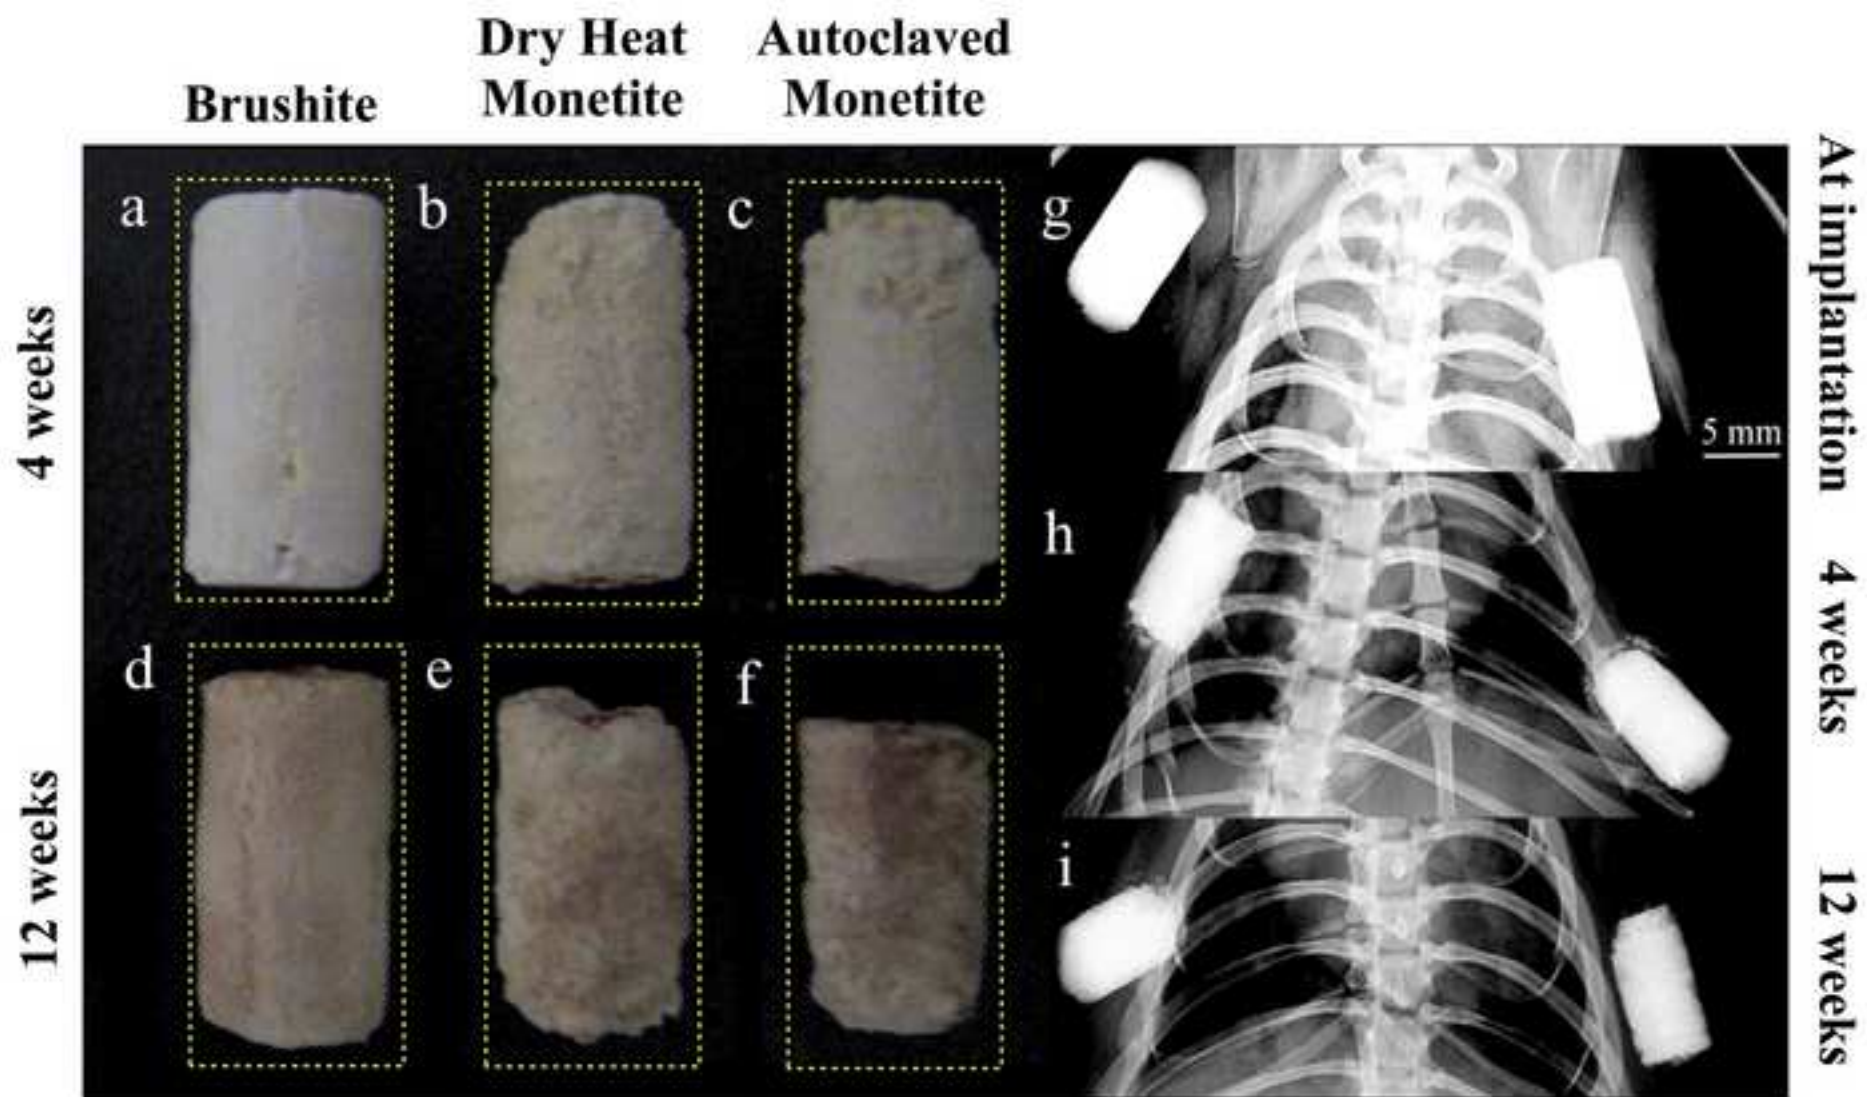 Brushite
Dry Heat
Monetite
Autoclaved
Monetite
4 weeks
12 weeks
a
b
c
d
e
f
g
5 mm
h
i
At implantation
4 weeks
12 weeks